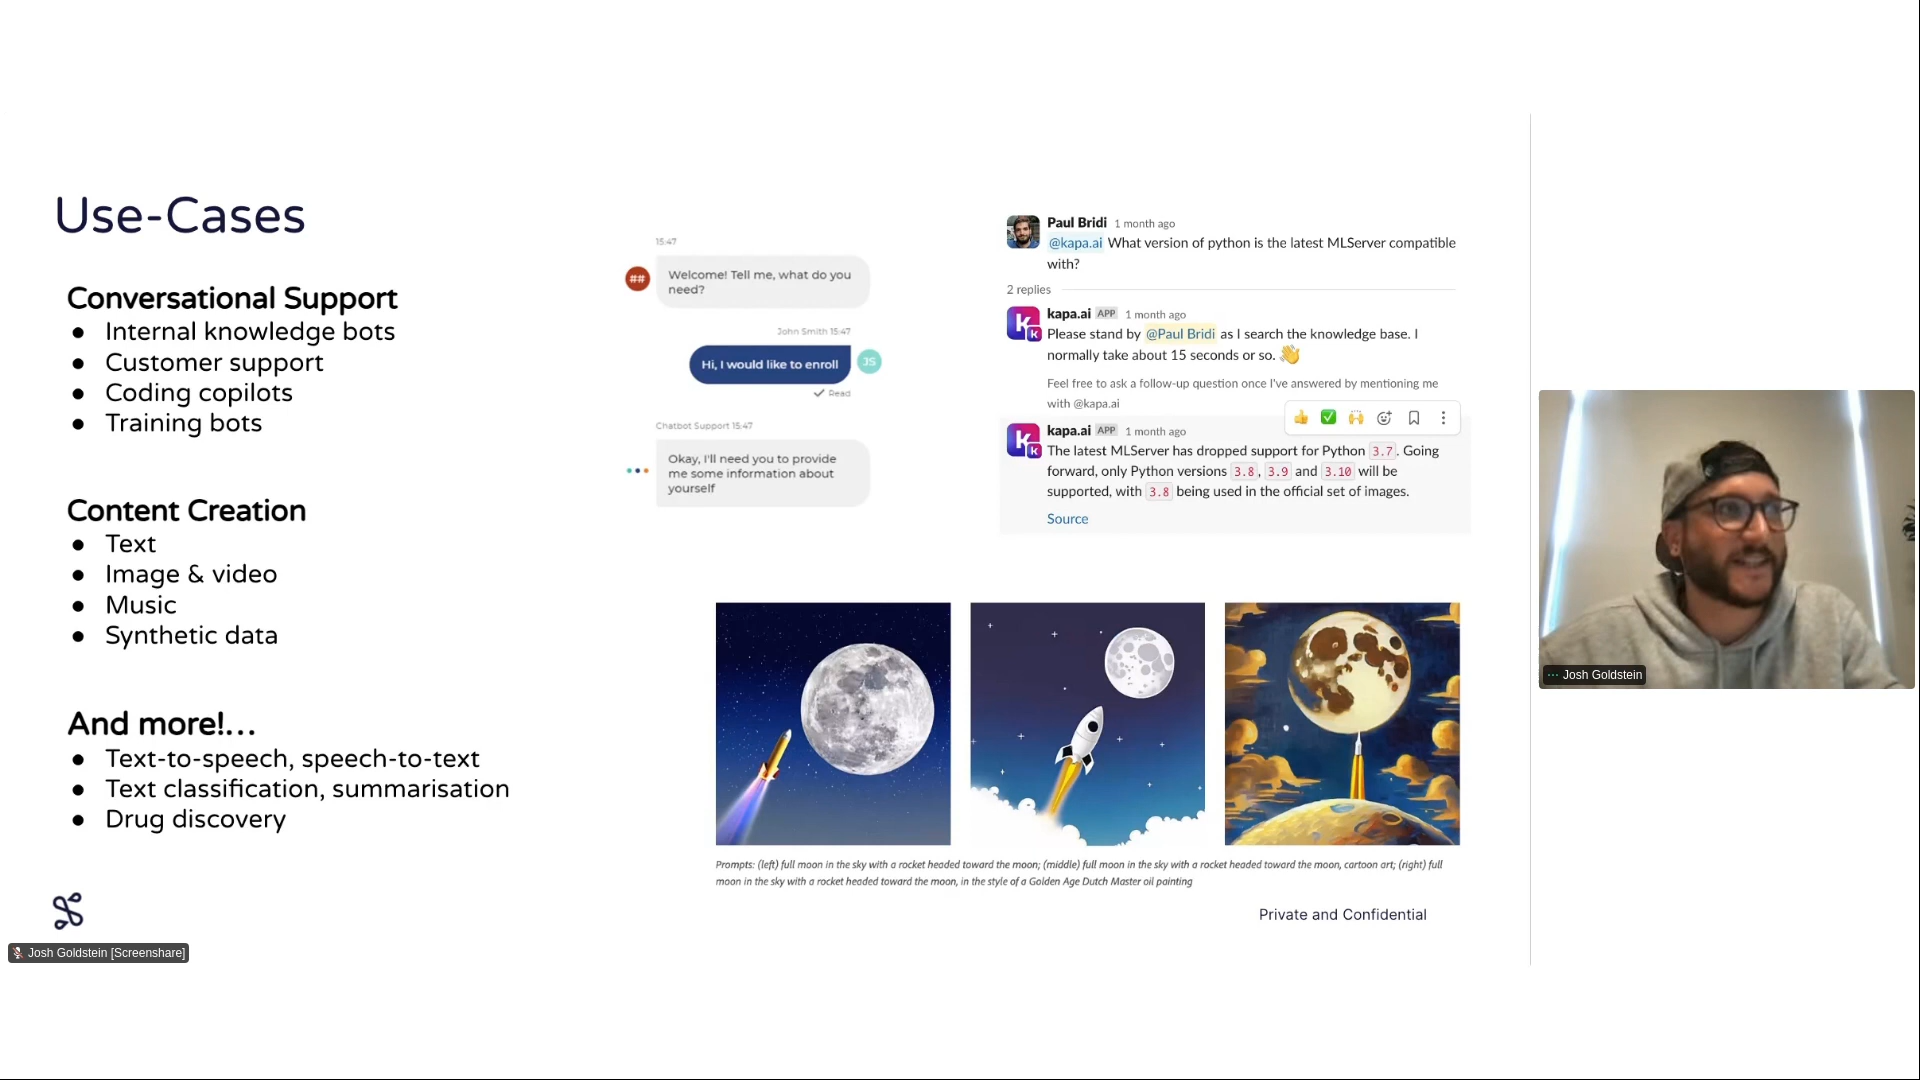 Use-Cases
Conversational Support
● Internal knowledge bots
● Customer support
● Coding copilots
● Training bots
Content Creation
● Text
● Image & video
● Music
● Synthetic data
And more!...
● Text-to-speech, speech-to-text
● Text classification, summarisation
● Drug discovery
15:47
##
Welcome! Tell me, what do you
need?
John Smith 15:47
Hi, I would like to enroll
JS
Read
Chatbot Support 15:47
Okay, I'll need you to provide
me some information about
yourself
Paul Bridi 1 month ago
@kapa.ai What version of python is the latest MLServer compatible
with?
2 replies
kapa.ai APP 1 month ago
Please stand by @Paul Bridi as I search the knowledge base. I
normally take about 15 seconds or so. 👋
Feel free to ask a follow-up question once I've answered by mentioning me
with @kapa.ai
kapa.ai APP 1 month ago
The latest MLServer has dropped support for Python 3.7. Going
forward, only Python versions 3.8, 3.9 and 3.10 will be
supported, with 3.8 being used in the official set of images.
Source
Prompts: (left) full moon in the sky with a rocket headed toward the moon; (middle) full moon in the sky with a rocket headed toward the moon, cartoon art; (right) full
moon in the sky with a rocket headed toward the moon, in the style of a Golden Age Dutch Master oil painting
Private and Confidential
Josh Goldstein [Screenshare]
Josh Goldstein